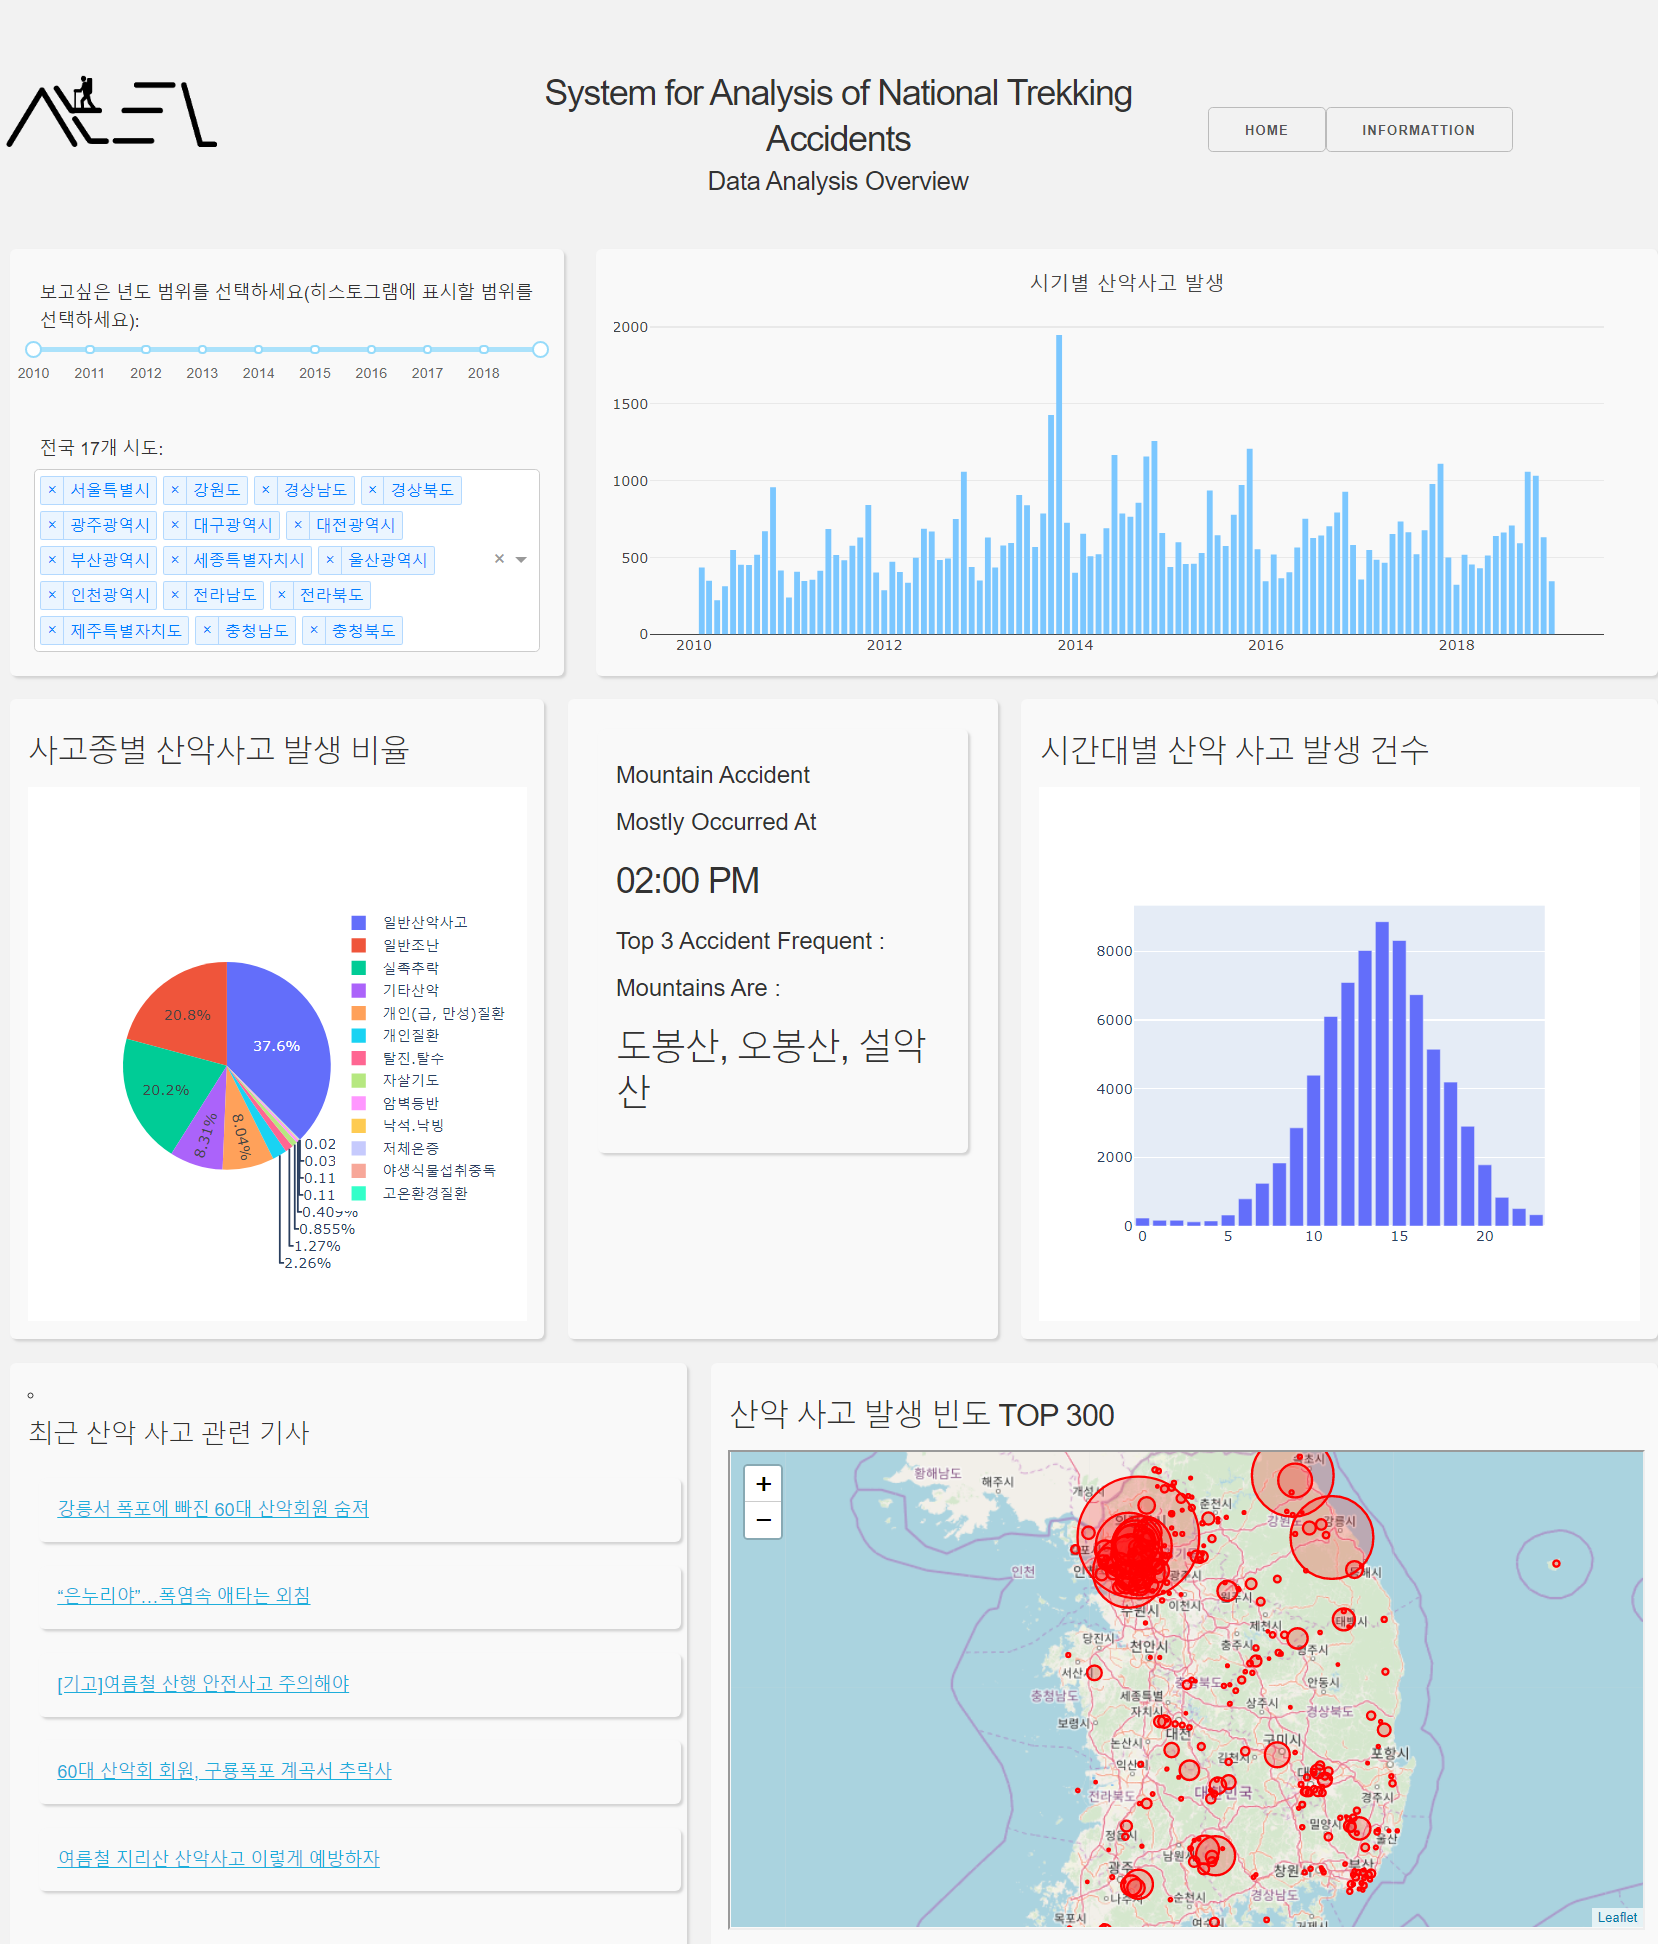 System for Analysis of National Trekking
Accidents
Data Analysis Overview
HOME
INFORMATTION
보고싶은 년도 범위를 선택하세요(히스토그램에 표시할 범위를
선택하세요):
2010 2011 2012 2013 2014 2015 2016 2017 2018
전국 17개 시도:
× 서울특별시 × 강원도 × 경상남도 × 경상북도
× 광주광역시 × 대구광역시 × 대전광역시
× 부산광역시 × 세종특별자치시 × 울산광역시 ×
× 인천광역시 × 전라남도 × 전라북도
× 제주특별자치도 × 충청남도 × 충청북도
시기별 산악사고 발생
2000
1500
1000
500
0
2010 2012 2014 2016 2018
사고종별 산악사고 발생 비율
37.6%
20.8%
20.2%
8.31%
8.04%
0.02
0.03
0.11
0.11
0.409%
0.855%
1.27%
2.26%
일반산악사고
일반조난
실족추락
기타산악
개인(급, 만성)질환
개인질환
탈진.탈수
자살기도
암벽등반
낙석.낙빙
저체온증
야생식물섭취중독
고온환경질환
Mountain Accident
Mostly Occurred At
02:00 PM
Top 3 Accident Frequent :
Mountains Are :
도봉산, 오봉산, 설악
산
시간대별 산악 사고 발생 건수
8000
6000
4000
2000
0
0 5 10 15 20
최근 산악 사고 관련 기사
강릉서 폭포에 빠진 60대 산악회원 숨져
“은누리야”…폭염속 애타는 외침
[기고]여름철 산행 안전사고 주의해야
60대 산악회 회원, 구룡폭포 계곡서 추락사
여름철 지리산 산악사고 이렇게 예방하자
산악 사고 발생 빈도 TOP 300
+
−
황해남도
해주시
개성시
춘천시
강릉시
인천
광주시
수원시
이천시
원주시
태백시
당진시
천안시
충주시
제천시
영주시
서산
충청남도
세종특별
자치시
상주시
안동시
경상북도
보령시
논산시
대전
구미시
김천시
포항시
익산시
전라북도
대한민국
경주시
정읍시
밀양시
울산
광주
남원
창원
부산
나주
순천시
경상남도
목포시
여수시
거제시
Leaflet